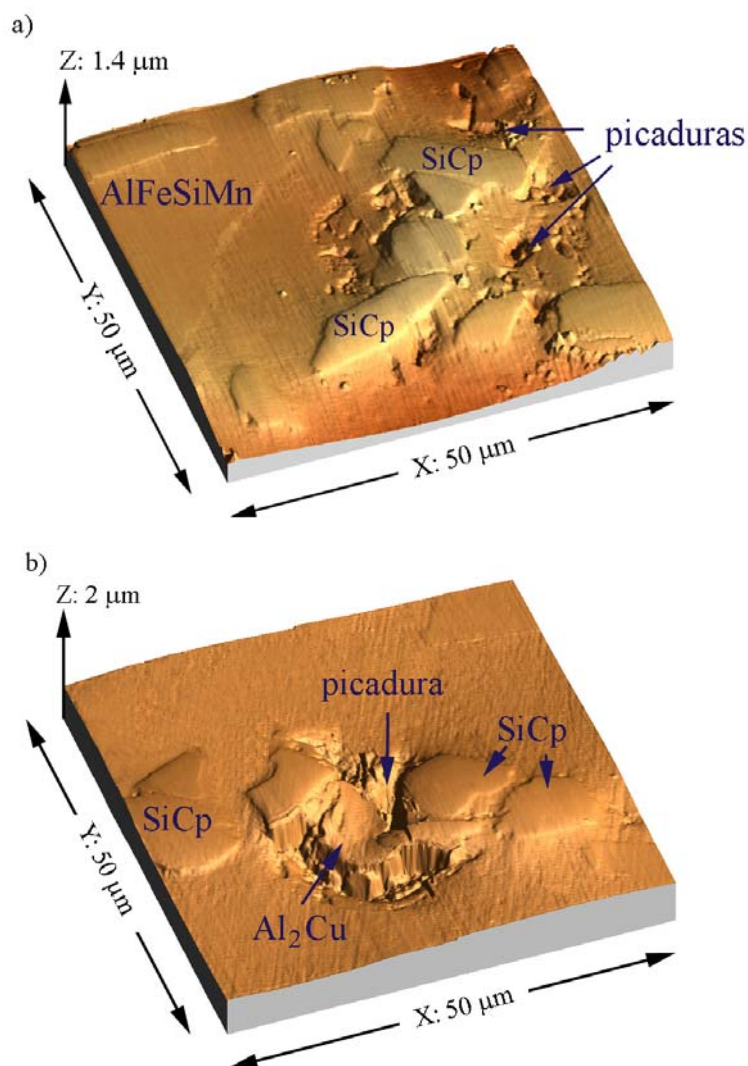 a)
Z: 1.4 μm
picaduras
SiCp
AlFeSiMn
SiCp
Y: 50 μm
X: 50 μm
b)
Z: 2 μm
picadura
SiCp
SiCp
Al₂Cu
Y: 50 μm
X: 50 μm